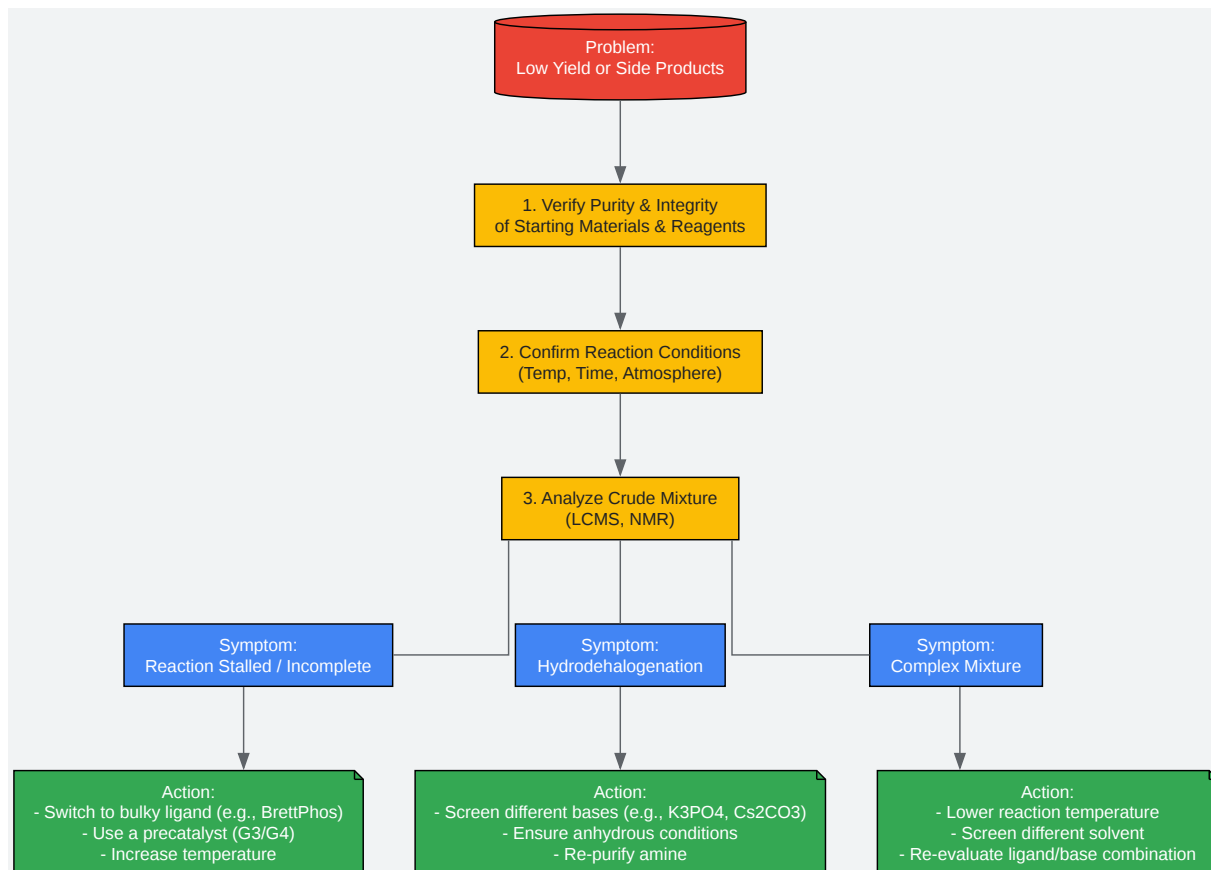 Problem:
Low Yield or Side Products
1. Verify Purity & Integrity
of Starting Materials & Reagents
2. Confirm Reaction Conditions
(Temp, Time, Atmosphere)
3. Analyze Crude Mixture
(LCMS, NMR)
Symptom:
Reaction Stalled / Incomplete
Symptom:
Hydrodehalogenation
Symptom:
Complex Mixture
Action:
- Switch to bulky ligand (e.g., BrettPhos)
- Use a precatalyst (G3/G4)
- Increase temperature
Action:
- Screen different bases (e.g., K3PO4, Cs2CO3)
- Ensure anhydrous conditions
- Re-purify amine
Action:
- Lower reaction temperature
- Screen different solvent
- Re-evaluate ligand/base combination